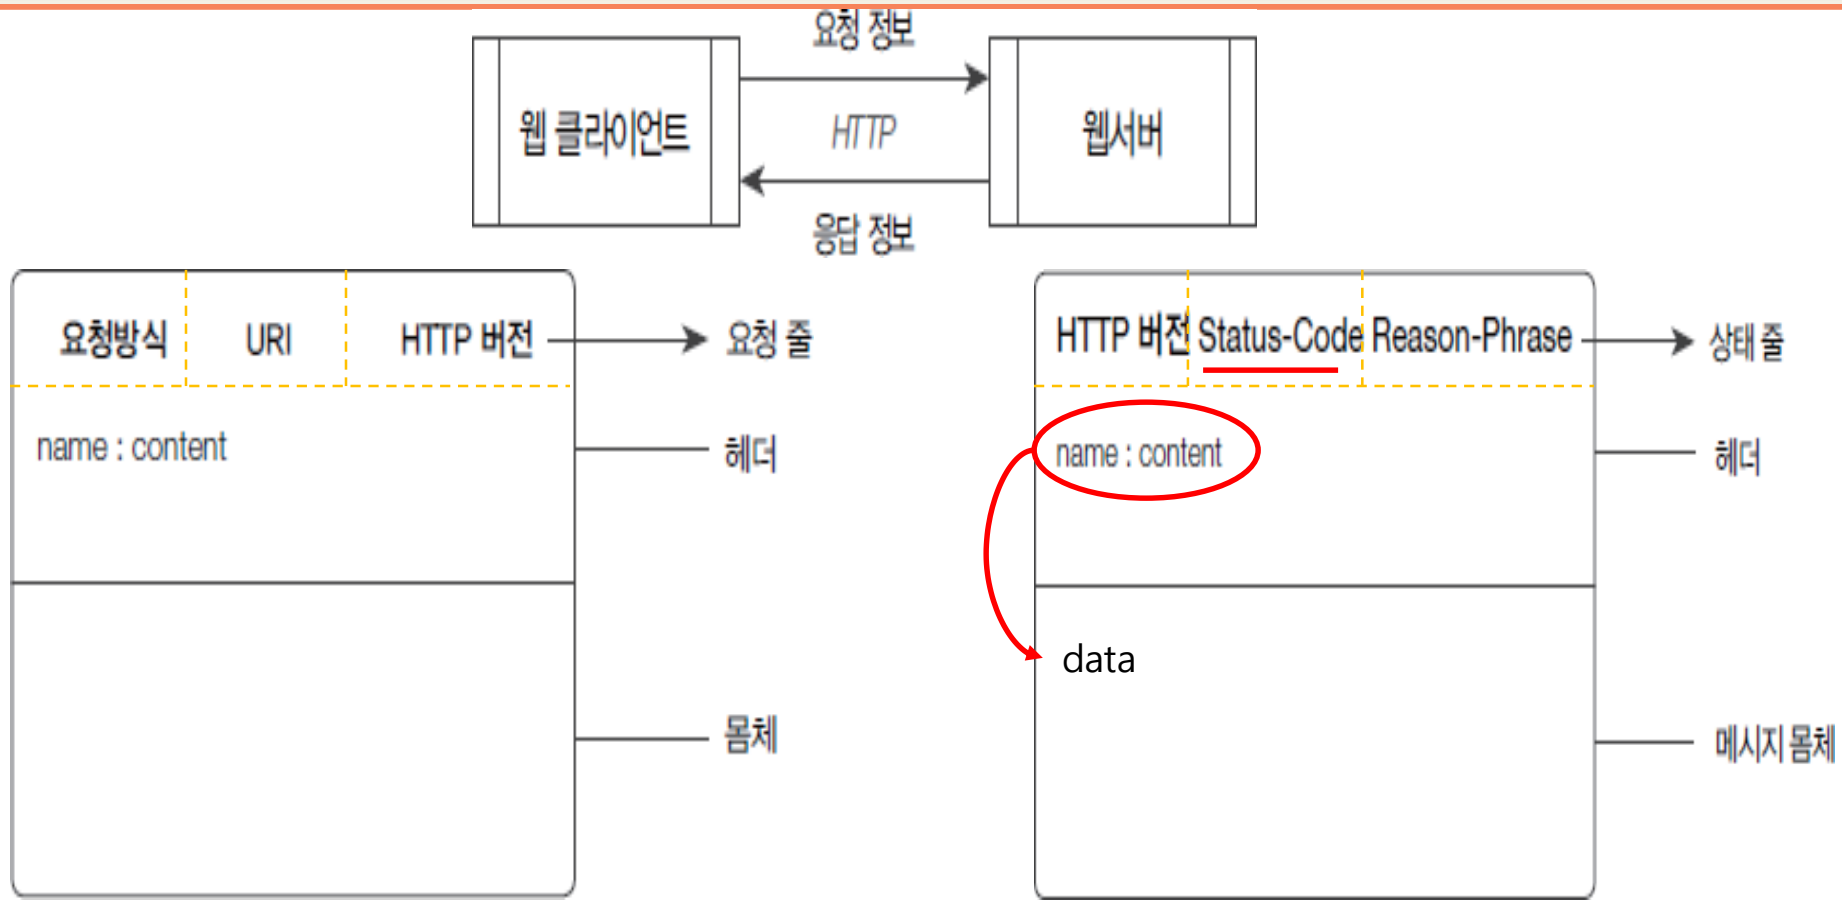 요청 정보
웹 클라이언트
HTTP
웹서버
응답 정보
요청방식 URI HTTP 버전
요청 줄
name : content
헤더
몸체
HTTP 버전 Status-Code Reason-Phrase
상태 줄
name : content
헤더
data
메시지 몸체